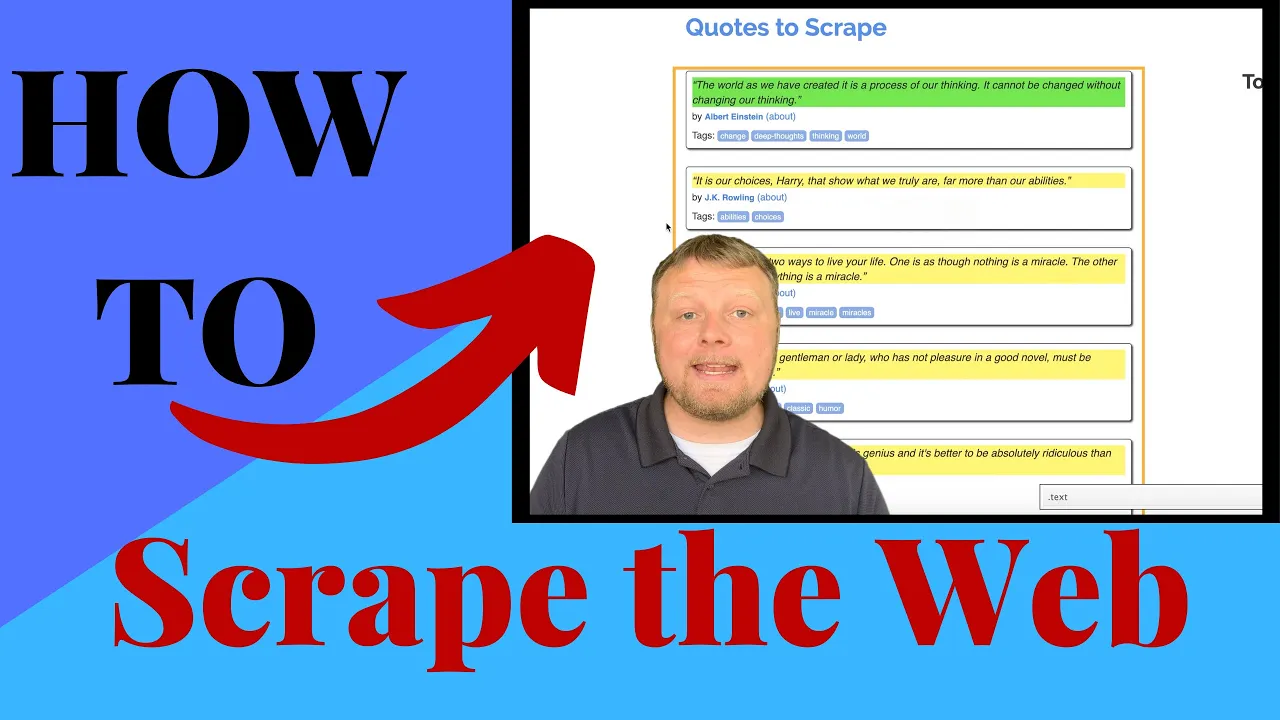 HOW
TO
Scrape the Web
Quotes to Scrape
“The world as we have created it is a process of our thinking. It cannot be changed without
changing our thinking.”
by Albert Einstein (about)
Tags: change deep-thoughts thinking world
“It is our choices, Harry, that show what we truly are, far more than our abilities.”
by J.K. Rowling (about)
Tags: abilities choices
two ways to live your life. One is as though nothing is a miracle. The other
is a miracle.”
live miracle miracles
gentleman or lady, who has not pleasure in a good novel, must be
classic humor
genius and it's better to be absolutely ridiculous than
.text
To